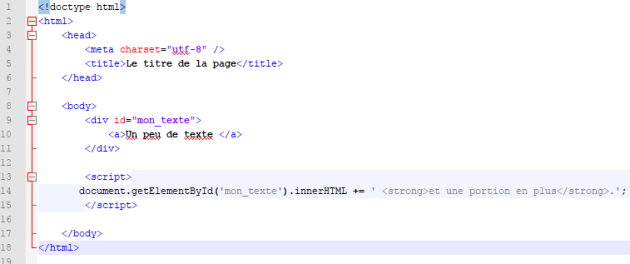 1 <!doctype html>
2 <html>
3 <head>
4 <meta charset="utf-8" />
5 <title>Le titre de la page</title>
6 </head>
7
8 <body>
9 <div id="mon_texte">
10 <a>Un peu de texte </a>
11 </div>
12
13 <script>
14 document.getElementById('mon_texte').innerHTML += ' <strong>et une portion en plus</strong>.';
15 </script>
16
17 </body>
18 </html>
19